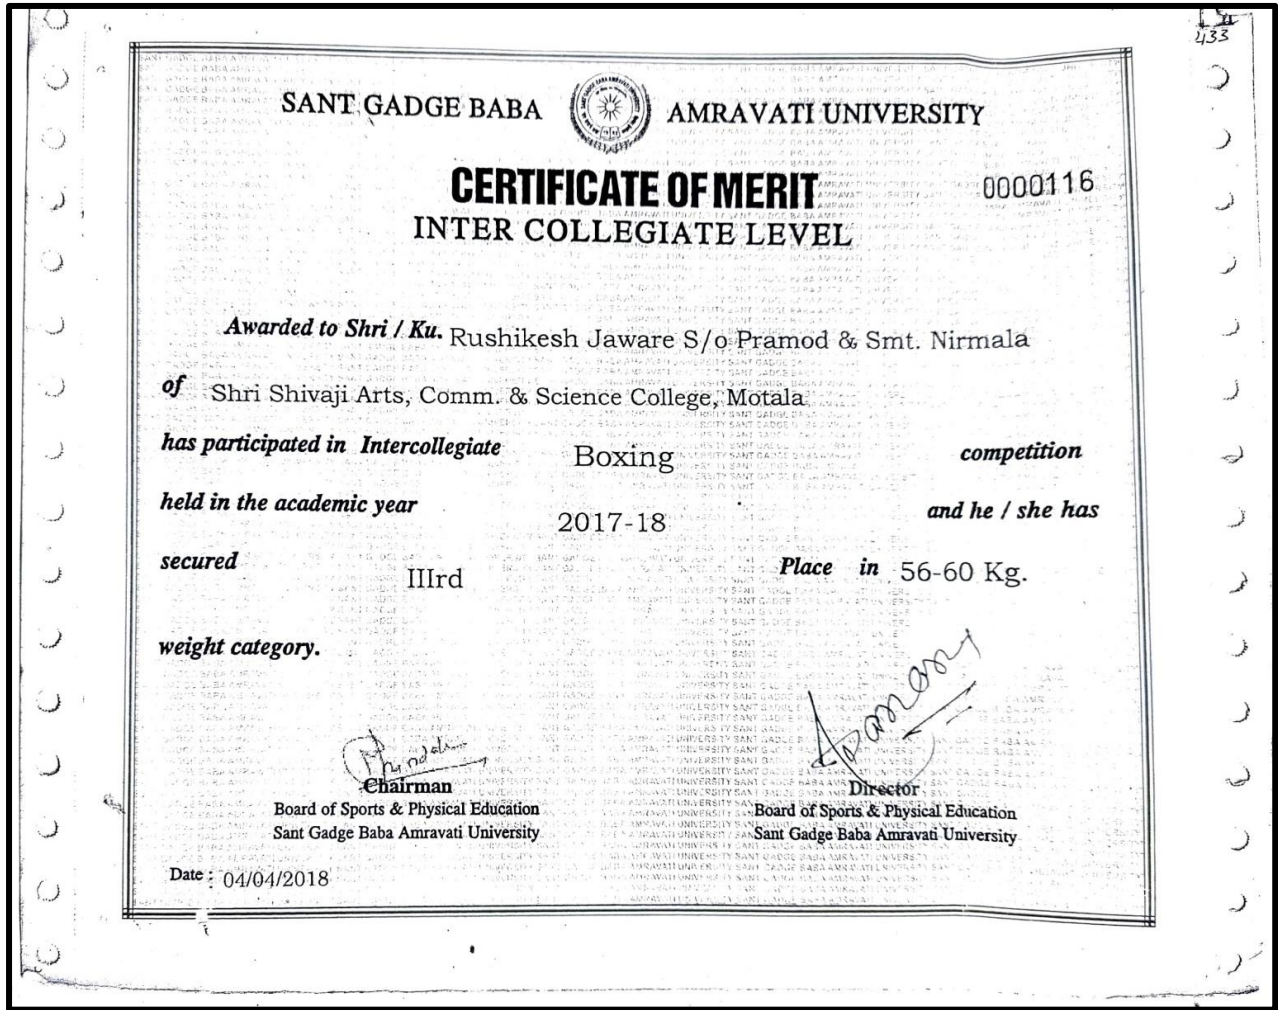 433
SANT GADGE BABA AMRAVATI UNIVERSITY
CERTIFICATE OF MERIT
0000116
INTER COLLEGIATE LEVEL
Awarded to Shri / Ku. Rushikesh Jaware S/o Pramod & Smt. Nirmala
of Shri Shivaji Arts, Comm. & Science College, Motala
has participated in Intercollegiate Boxing competition
held in the academic year 2017-18 and he / she has
secured IIIrd Place in 56-60 Kg.
weight category.
Chairman
Board of Sports & Physical Education
Sant Gadge Baba Amravati University
Director
Board of Sports & Physical Education
Sant Gadge Baba Amravati University
Date : 04/04/2018